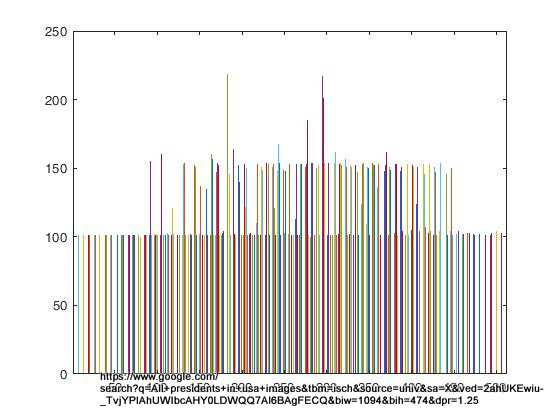 250
200
150
100
50
0
https://www.google.com/
search?q=All+presidents+in+usa+images&tbm=isch&source=univ&sa=X&ved=2ahUKEwiu-
_TvjYPlAhUWIbcAHY0LDWQQ7Al6BAgFECQ&biw=1094&bih=474&dpr=1.25